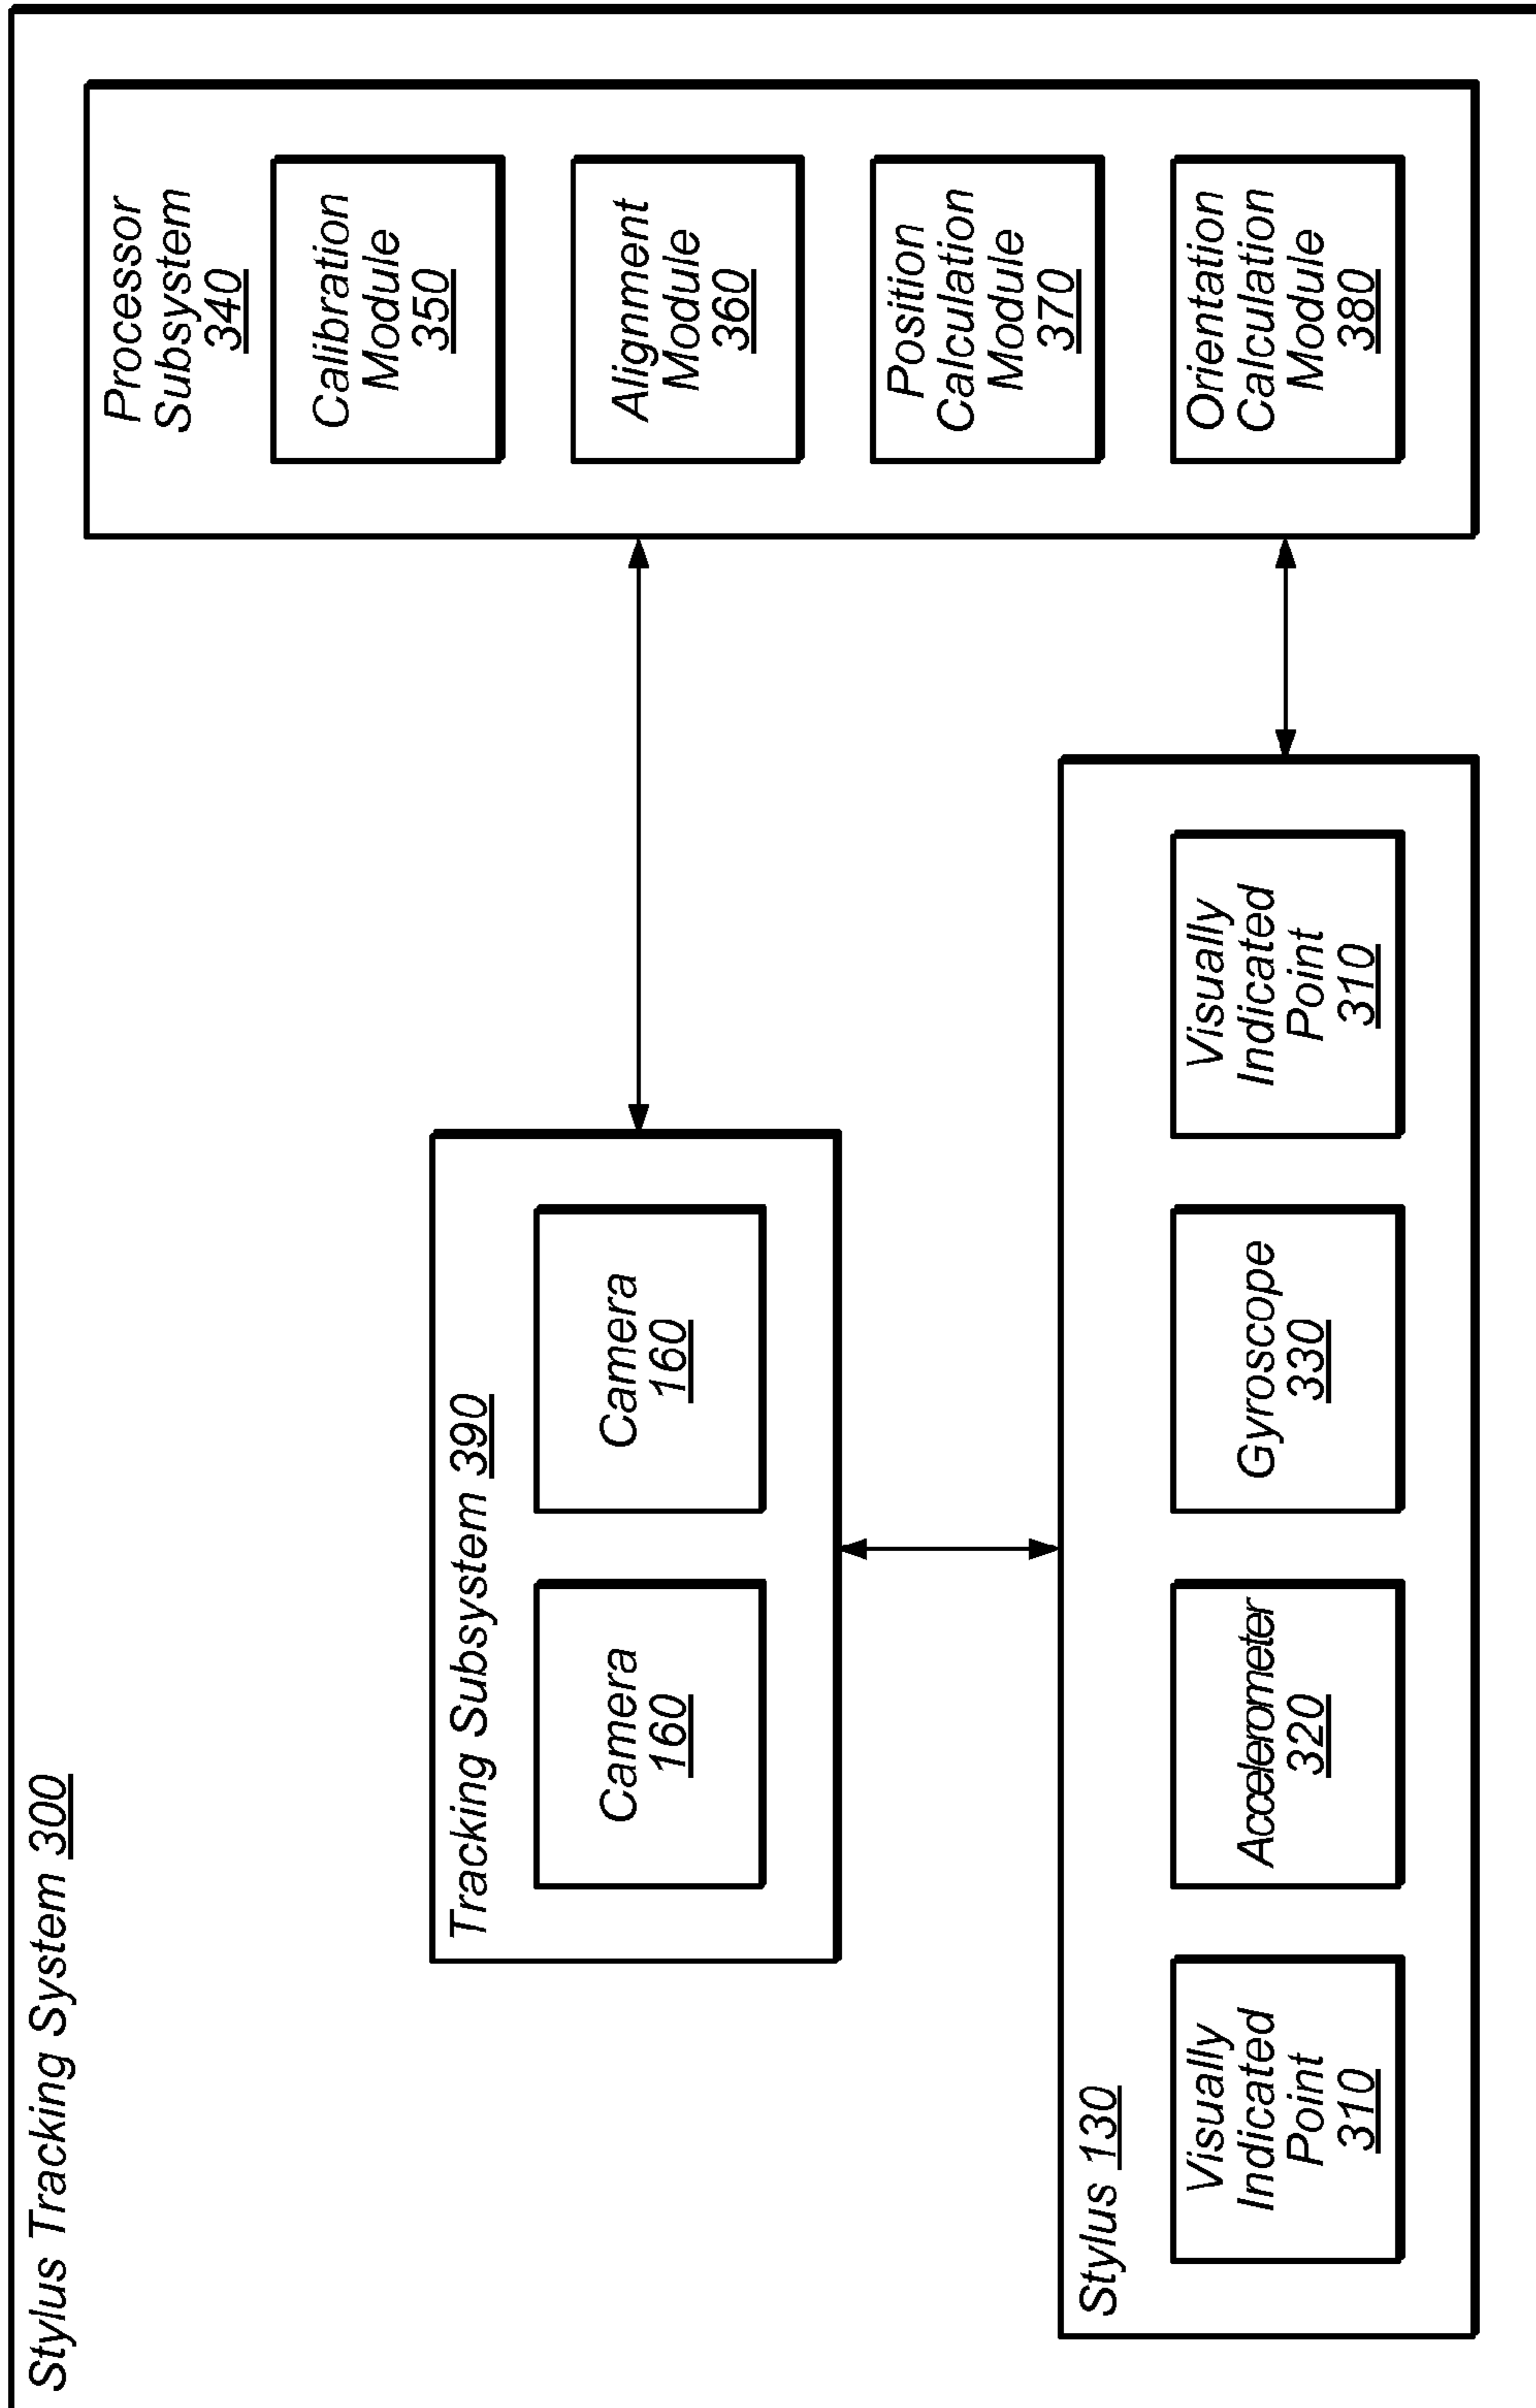 Stylus Tracking System 300
Tracking Subsystem 390
Camera
160
Camera
160
Stylus 130
Visually
Indicated
Point
310
Accelerometer
320
Gyroscope
330
Visually
Indicated
Point
310
Processor
Subsystem
340
Calibration
Module
350
Alignment
Module
360
Position
Calculation
Module
370
Orientation
Calculation
Module
380